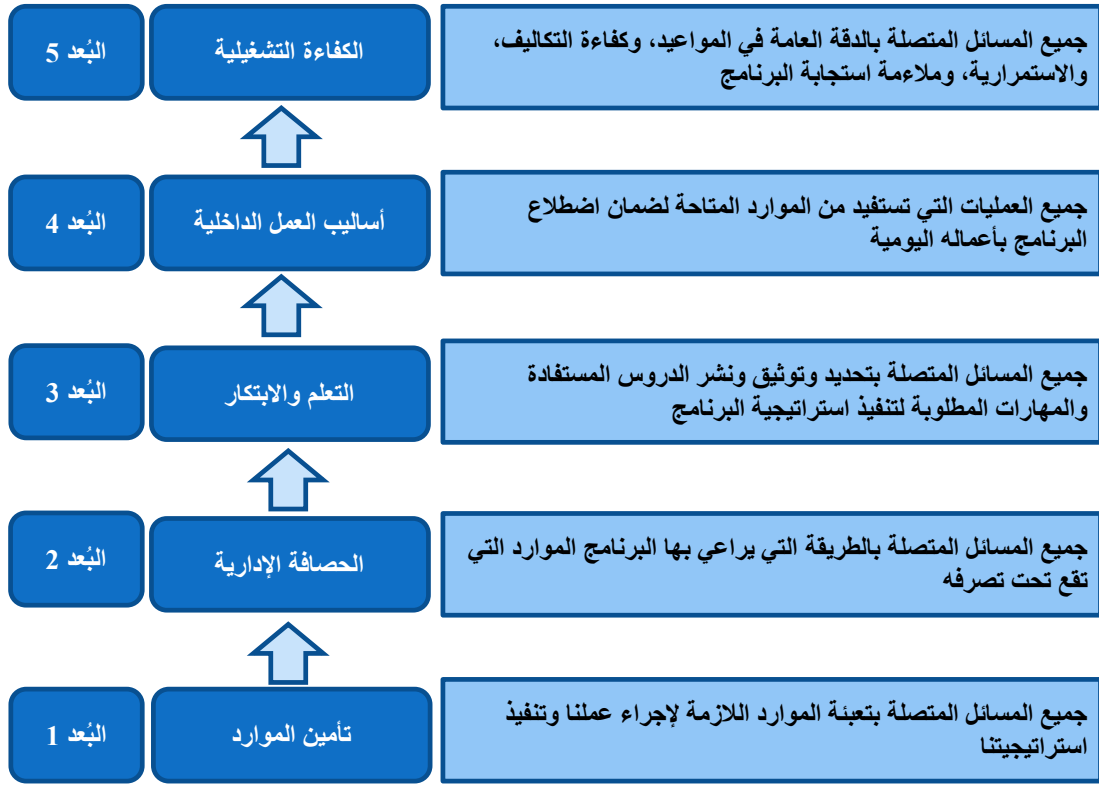 جميع المسائل المتصلة بالدقة العامة في المواعيد، وكفاءة التكاليف،
والاستمرارية، وملاءمة استجابة البرنامج
الكفاءة التشغيلية
البُعد 5
جميع العمليات التي تستفيد من الموارد المتاحة لضمان اضطلاع
البرنامج بأعماله اليومية
أساليب العمل الداخلية
البُعد 4
جميع المسائل المتصلة بتحديد وتوثيق ونشر الدروس المستفادة
والمهارات المطلوبة لتنفيذ استراتيجية البرنامج
التعلم والابتكار
البُعد 3
جميع المسائل المتصلة بالطريقة التي يراعي بها البرنامج الموارد التي
تقع تحت تصرفه
الحصافة الإدارية
البُعد 2
جميع المسائل المتصلة بتعبئة الموارد اللازمة لإجراء عملنا وتنفيذ
استراتيجيتنا
تأمين الموارد
البُعد 1